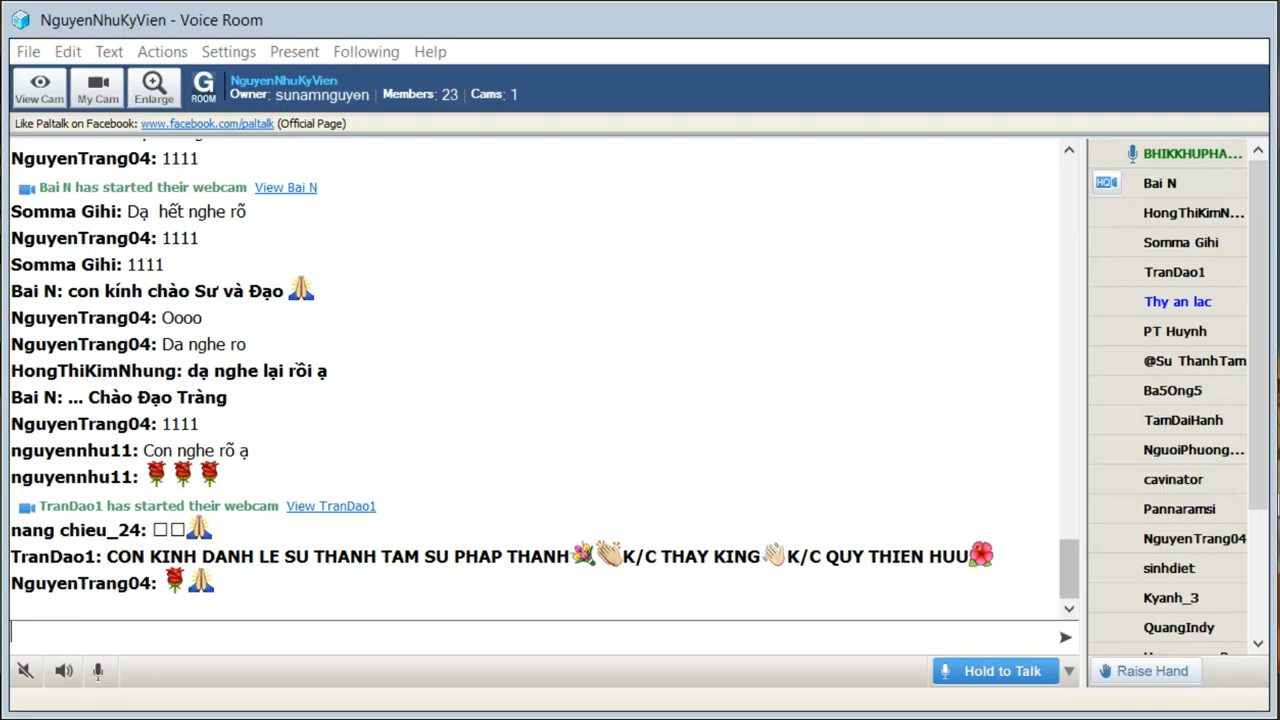 NguyenNhuKyVien - Voice Room
File Edit Text Actions Settings Present Following Help
View Cam My Cam Enlarge G ROOM
NguyenNhuKyVien
Owner: sunamnguyen | Members: 23 | Cams: 1
Like Paltalk on Facebook: www.facebook.com/paltalk (Official Page)
NguyenTrang04: 1111
Bai N has started their webcam View Bai N
Somma Gihi: Dạ hết nghe rõ
NguyenTrang04: 1111
Somma Gihi: 1111
Bai N: con kính chào Sư và Đạo 🙏
NguyenTrang04: Oooo
NguyenTrang04: Da nghe ro
HongThiKimNhung: dạ nghe lại rồi ạ
Bai N: ... Chào Đạo Tràng
NguyenTrang04: 1111
nguyennhu11: Con nghe rõ ạ
nguyennhu11: 🌹🌹🌹
TranDao1 has started their webcam View TranDao1
nang chieu_24: □□🙏
TranDao1: CON KINH DANH LE SU THANH TAM SU PHAP THANH💐👏K/C THAY KING👋K/C QUY THIEN HUU🌺
NguyenTrang04: 🌹🙏
Hold to Talk
BHIKKHUPHA...
HD Bai N
HongThiKimN...
Somma Gihi
TranDao1
Thy an lac
PT Huynh
@Su ThanhTam
Ba5Ong5
TamDaiHanh
NguoiPhuong...
cavinator
Pannaramsi
NguyenTrang04
sinhdiet
Kyanh_3
QuangIndy
Raise Hand